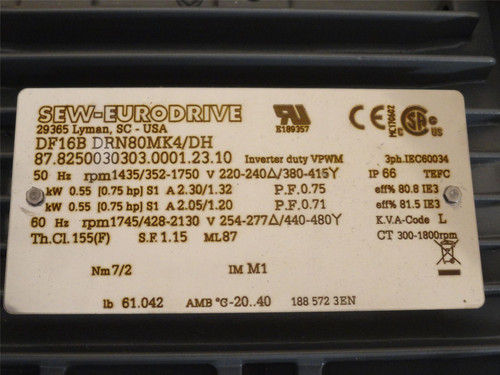 SEW-EURODRIVE
29365 Lyman, SC - USA
E189357
DF16B DRN80MK4/DH
87.8250030303.0001.23.10 Inverter duty VPWM 3ph.IEC60034
50 Hz rpm1435/352-1750 V 220-240Δ/380-415Y IP 66 TEFC
kW 0.55 [0.75 hp] S1 A 2.30/1.32 P.F.0.75 eff% 80.8 IE3
kW 0.55 [0.75 hp] S1 A 2.05/1.20 P.F. 0.71 eff% 81.5 IE3
60 Hz rpm1745/428-2130 V 254-277Δ/440-480Y K.V.A-Code L
Th.Cl.155(F) S.F. 1.15 ML87 CT 300-1800rpm
Nm7/2 IM M1
lb 61.042 AMB °C-20..40 188 572 3EN